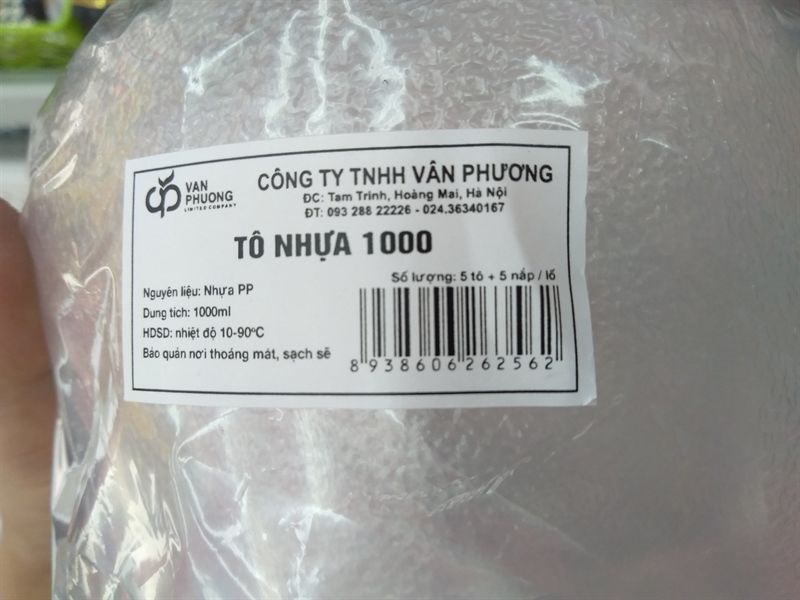 VAN
PHUONG
LIMITED COMPANY
CÔNG TY TNHH VÂN PHƯƠNG
ĐC: Tam Trinh, Hoàng Mai, Hà Nội
ĐT: 093 288 22226 - 024.36340167
TÔ NHỰA 1000
Số lượng: 5 tô + 5 nắp / lố
Nguyên liệu: Nhựa PP
Dung tích: 1000ml
HDSD: nhiệt độ 10-90ºC
Bảo quản nơi thoáng mát, sạch sẽ
8938606262562